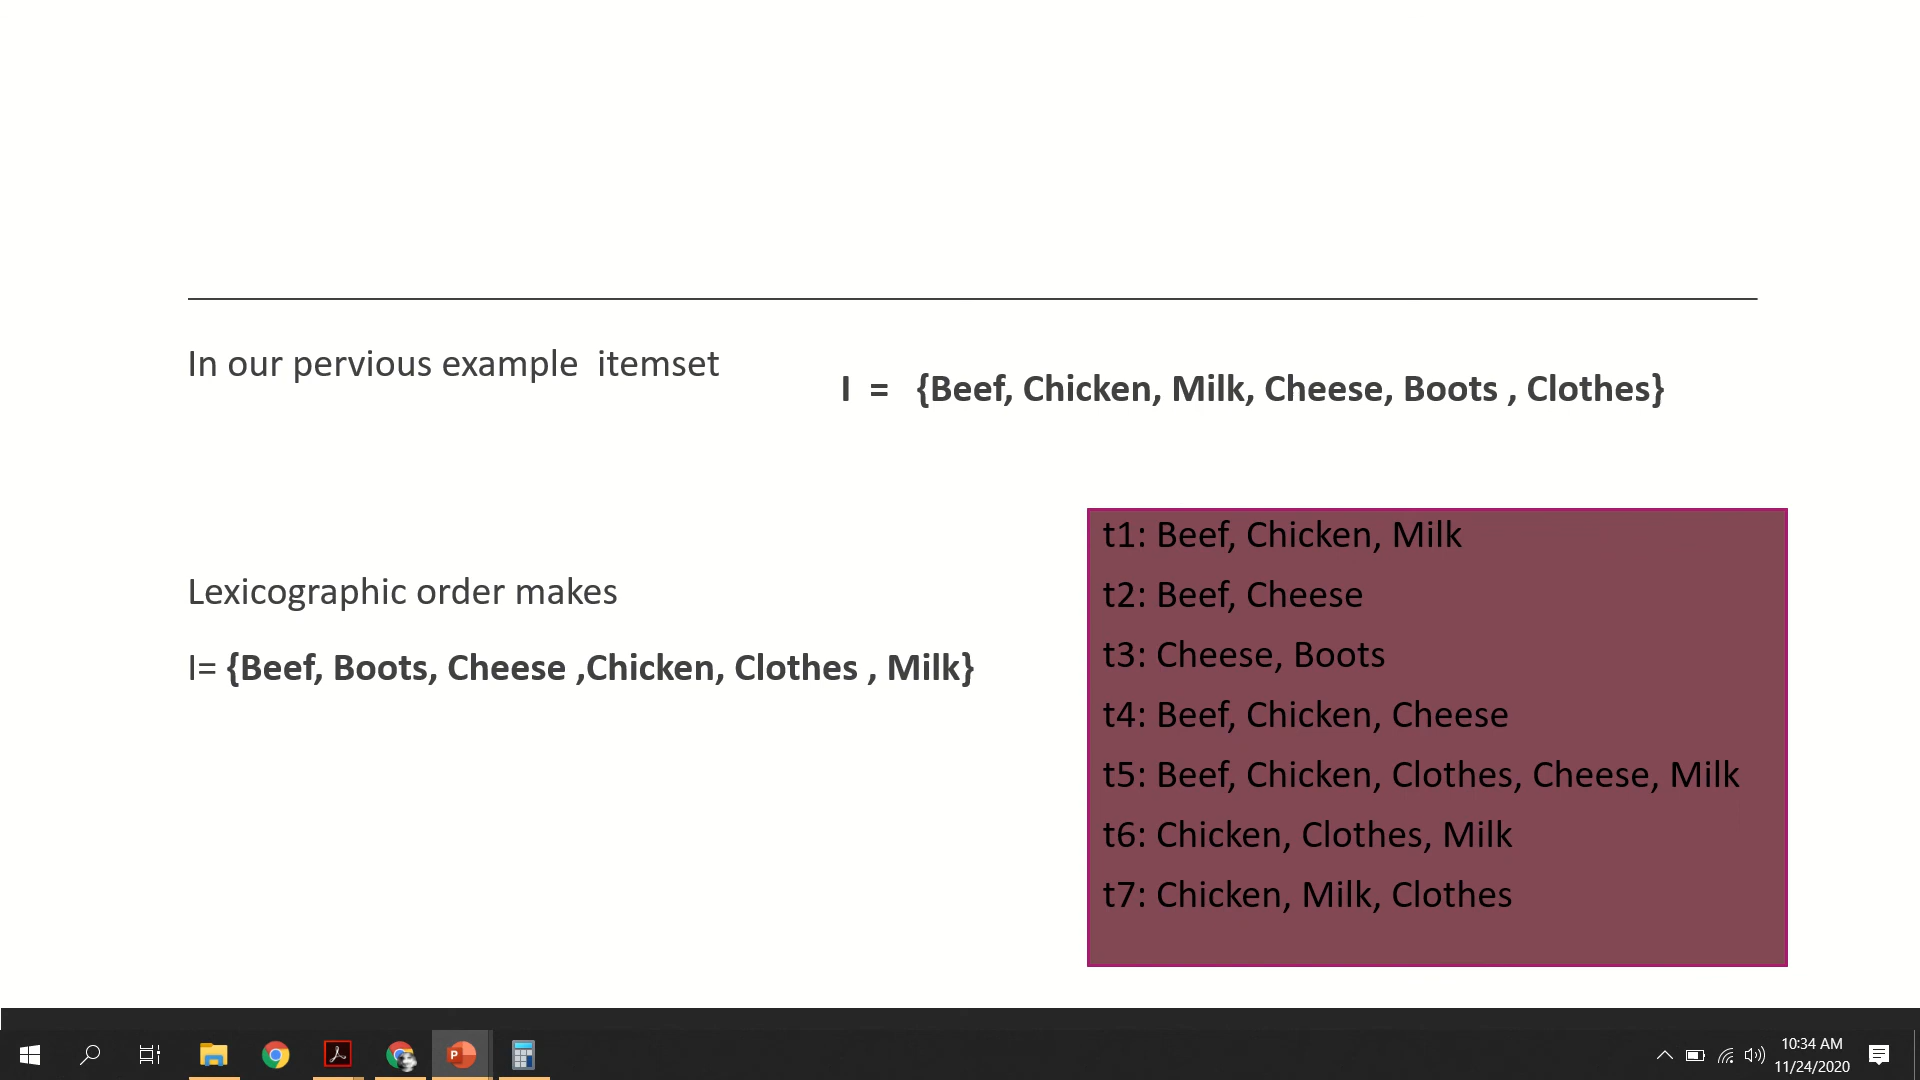 In our pervious example  itemset
I  =   {Beef, Chicken, Milk, Cheese, Boots , Clothes}
Lexicographic order makes
I= {Beef, Boots, Cheese ,Chicken, Clothes , Milk}
t1: Beef, Chicken, Milk
t2: Beef, Cheese
t3: Cheese, Boots
t4: Beef, Chicken, Cheese
t5: Beef, Chicken, Clothes, Cheese, Milk
t6: Chicken, Clothes, Milk
t7: Chicken, Milk, Clothes
10:34 AM
11/24/2020